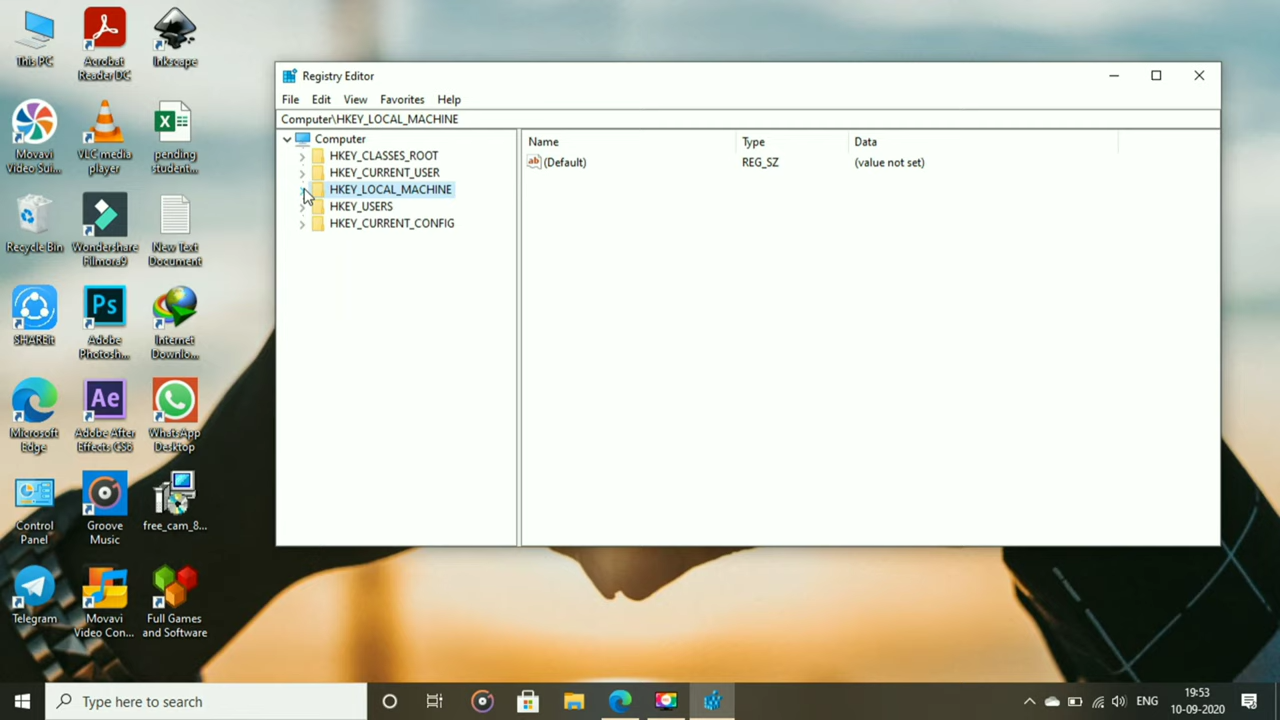 This PC
Acrobat
Reader DC
Inkscape
Movavi
Video Sui...
VLC media
player
pending
student...
Recycle Bin
Wondershare
Filmora9
New Text
Document
SHAREit
Adobe
Photosh...
Internet
Downlo...
Microsoft
Edge
Adobe After
Effects CS6
WhatsApp
Desktop
Control
Panel
Groove
Music
free_cam_8...
Telegram
Movavi
Video Con...
Full Games
and Software
Registry Editor
File Edit View Favorites Help
Computer\HKEY_LOCAL_MACHINE
Computer
HKEY_CLASSES_ROOT
HKEY_CURRENT_USER
HKEY_LOCAL_MACHINE
HKEY_USERS
HKEY_CURRENT_CONFIG
Name Type Data
ab (Default) REG_SZ (value not set)
Ps
Ae
Type here to search
ENG
19:53
10-09-2020